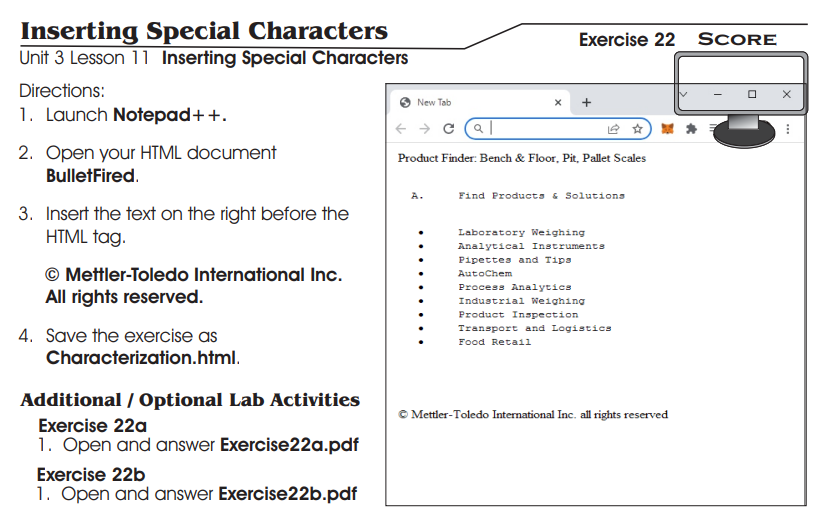 Inserting Special Characters
Exercise 22 SCORE
Unit 3 Lesson 11 Inserting Special Characters
Directions:
1. Launch Notepad++.
2. Open your HTML document
BulletFired.
3. Insert the text on the right before the
HTML tag.
© Mettler-Toledo International Inc.
All rights reserved.
4. Save the exercise as
Characterization.html.
Additional / Optional Lab Activities
Exercise 22a
1. Open and answer Exercise22a.pdf
Exercise 22b
1. Open and answer Exercise22b.pdf
New Tab
Product Finder: Bench & Floor, Pit, Pallet Scales
A. Find Products & Solutions
• Laboratory Weighing
• Analytical Instruments
• Pipettes and Tips
• AutoChem
• Process Analytics
• Industrial Weighing
• Product Inspection
• Transport and Logistics
• Food Retail
© Mettler-Toledo International Inc. all rights reserved